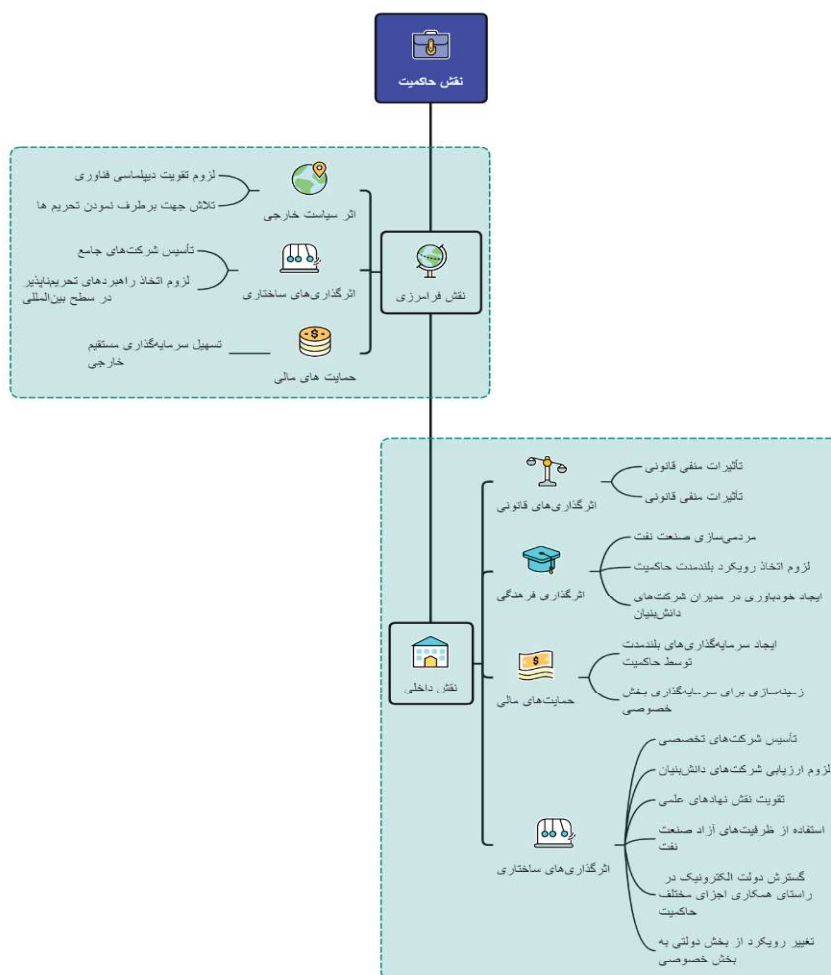 نقش حاکمیت
نقش فرامرزی
اثر سیاست خارجی
لزوم تقویت دیپلماسی فناوری
تلاش جهت برطرف نمودن تحریم ها
اثرگذاری‌های ساختاری
تأسیس شرکت‌های جامع
لزوم اتخاذ راهبردهای تحریم‌ناپذیر
در سطح بین‌المللی
حمایت های مالی
تسهیل سرمایه‌گذاری مستقیم
خارجی
نقش داخلی
اثرگذاری‌های قانونی
تأثیرات منفی قانونی
تأثیرات منفی قانونی
اثرگذاری فرهنگی
مردمی‌سازی صنعت نفت
لزوم اتخاذ رویکرد بلندمدت حاکمیت
ایجاد خودباوری در مدیران شرکت‌های
دانش‌بنیان
حمایت‌های مالی
ایجاد سرمایه‌گذاری‌های بلندمدت
توسط حاکمیت
زمینه‌سازی برای سرمایه‌گذاری بخش
خصوصی
اثرگذاری‌های ساختاری
تأسیس شرکت‌های تخصصی
لزوم ارزیابی شرکت‌های دانش‌بنیان
تقویت نقش نهادهای علمی
استفاده از ظرفیت‌های آزاد صنعت
نفت
گسترش دولت الکترونیک در
راستای همکاری اجزای مختلف
حاکمیت
تغییر رویکرد از بخش دولتی به
بخش خصوصی